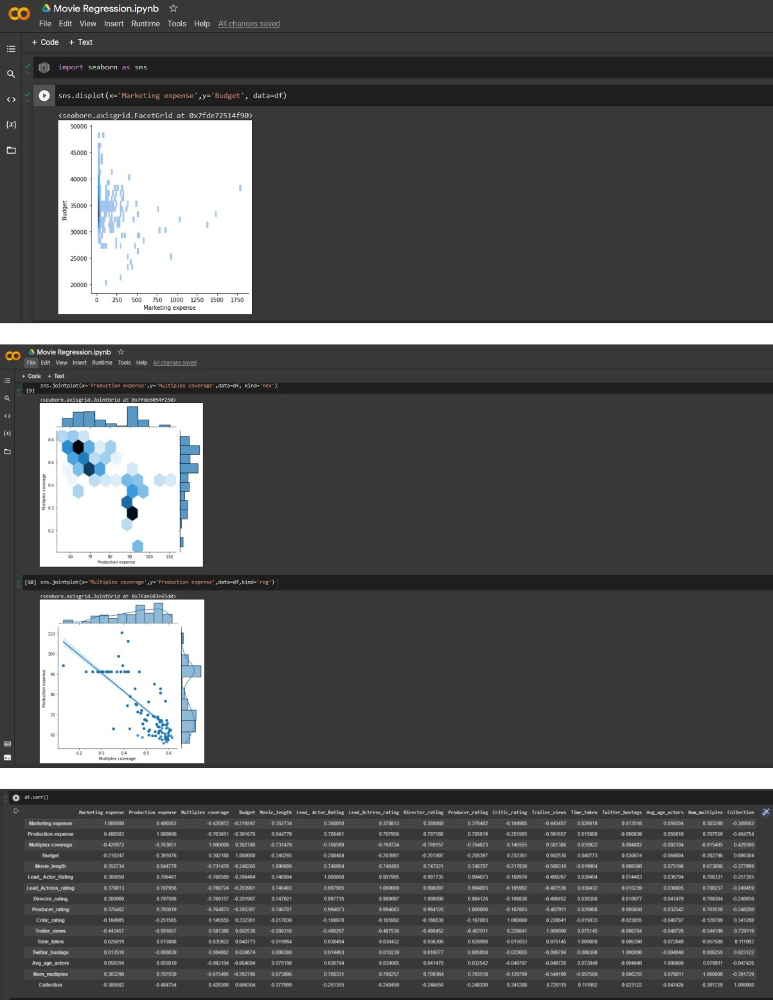 Movie Regression.ipynb
File Edit View Insert Runtime Tools Help All changes saved
+ Code + Text
import seaborn as sns
sns.displot(x='Marketing expense',y='Budget', data=df)
<seaborn.axisgrid.FacetGrid at 0x7fde72514f90>
50000
45000
40000
35000
30000
25000
20000
Budget
0 250 500 750 1000 1250 1500 1750
Marketing expense
Movie Regression.ipynb
File Edit View Insert Runtime Tools Help All changes saved
+ Code + Text
[9] sns.jointplot(x='Production expense',y='Multiplex coverage',data=df, kind='hex')
<seaborn.axisgrid.JointGrid at 0x7fde6054f250>
0.6
0.5
0.4
0.3
0.2
Multiplex coverage
60 70 80 90 100 110
Production expense
[10] sns.jointplot(x='Multiplex coverage',y='Production expense',data=df,kind='reg')
<seaborn.axisgrid.JointGrid at 0x7fde603e65d0>
110
100
90
80
70
60
Production expense
0.2 0.3 0.4 0.5 0.6
Multiplex coverage
df.corr()
Marketing expense Production expense Multiplex coverage Budget Movie_length Lead_ Actor_Rating Lead_Actress_rating Director_rating Producer_rating Critic_rating Trailer_views Time_taken Twitter_hastags Avg_age_actors Num_multiplex Collection
Marketing expense 1.000000 0.406583 -0.420972 -0.219247 0.352734 0.380050 0.379813 0.380069 0.376462 -0.184985 -0.443457 0.026019 0.013518 0.059204 0.383298 -0.389582
Production expense 0.406583 1.000000 -0.763651 -0.391676 0.644779 0.706481 0.707956 0.707566 0.705819 -0.251565 -0.591657 0.015888 -0.000839 0.055810 0.707559 -0.484754
Multiplex coverage -0.420972 -0.763651 1.000000 0.302188 -0.731470 -0.768589 -0.769724 -0.769157 -0.764873 0.145555 0.581386 0.035922 0.004882 -0.092104 -0.915495 0.429300
Budget -0.219247 -0.391676 0.302188 1.000000 -0.240265 -0.208464 -0.203981 -0.201907 -0.205397 0.232361 0.602536 0.040773 0.030674 -0.064694 -0.282796 0.696304
Movie_length 0.352734 0.644779 -0.731470 -0.240265 1.000000 0.746904 0.746493 0.747021 0.746707 -0.217830 -0.589318 -0.019984 0.009380 0.075198 0.673896 -0.377999
Lead_ Actor_Rating 0.380050 0.706481 -0.768589 -0.208464 0.746904 1.000000 0.997905 0.997735 0.994073 -0.169978 -0.490267 0.038494 0.014463 0.036794 0.706331 -0.251355
Lead_Actress_rating 0.379813 0.707956 -0.769724 -0.203981 0.746493 0.997905 1.000000 0.998097 0.994003 -0.165992 -0.487536 0.038432 0.010239 0.038005 0.708257 -0.249459
Director_rating 0.380069 0.707566 -0.769157 -0.201907 0.747021 0.997735 0.998097 1.000000 0.994126 -0.166638 -0.486452 0.036300 0.010077 0.041470 0.709364 -0.246650
Producer_rating 0.376462 0.705819 -0.764873 -0.205397 0.746707 0.994073 0.994003 0.994126 1.000000 -0.167003 -0.487911 0.028988 0.005850 0.032542 0.703518 -0.248200
Critic_rating -0.184985 -0.251565 0.145555 0.232361 -0.217830 -0.169978 -0.165992 -0.166638 -0.167003 1.000000 0.228641 -0.015033 -0.023655 -0.049797 -0.128769 0.341288
Trailer_views -0.443457 -0.591657 0.581386 0.602536 -0.589318 -0.490267 -0.487536 -0.486452 -0.487911 0.228641 1.000000 0.075145 -0.006704 -0.049726 -0.544100 0.720119
Time_taken 0.026019 0.015888 0.035922 0.040773 -0.019984 0.038494 0.038432 0.036300 0.028988 -0.015033 0.075145 1.000000 -0.006390 0.072849 -0.057580 0.111092
Twitter_hastags 0.013518 -0.000839 0.004882 0.030674 0.009380 0.014463 0.010239 0.010077 0.005850 -0.023655 -0.006704 -0.006390 1.000000 -0.004840 0.006255 0.023122
Avg_age_actors 0.059204 0.055810 -0.092104 -0.064694 0.075198 0.036794 0.038005 0.041470 0.032542 -0.049797 -0.049726 0.072849 -0.004840 1.000000 0.078811 -0.047426
Num_multiplex 0.383298 0.707559 -0.915495 -0.282796 0.673896 0.706331 0.708257 0.709364 0.703518 -0.128769 -0.544100 -0.057580 0.006255 0.078811 1.000000 -0.391729
Collection -0.389582 -0.484754 0.429300 0.696304 -0.377999 -0.251355 -0.249459 -0.246650 -0.248200 0.341288 0.720119 0.111092 0.023122 -0.047426 -0.391729 1.000000